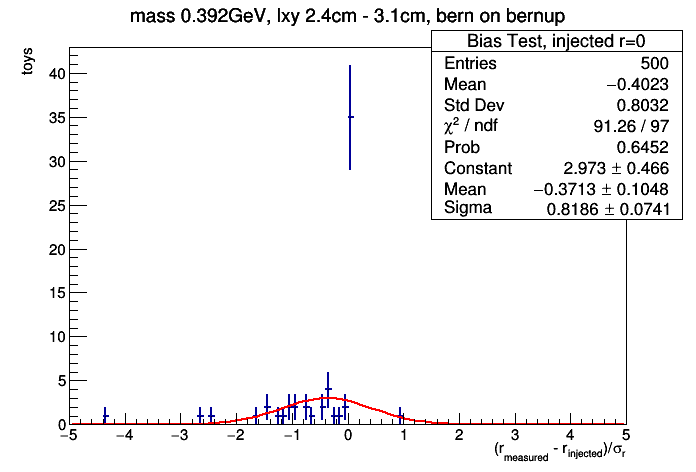 mass 0.392GeV, lxy 2.4cm - 3.1cm, bern on bernup
Bias Test, injected r=0
Entries 500
Mean −0.4023
Std Dev 0.8032
χ² / ndf 91.26 / 97
Prob 0.6452
Constant 2.973 ± 0.466
Mean −0.3713 ± 0.1048
Sigma 0.8186 ± 0.0741
toys
40
35
30
25
20
15
10
5
0
−5 −4 −3 −2 −1 0 1 2 3 4 5
(r_measured - r_injected)/σ_r